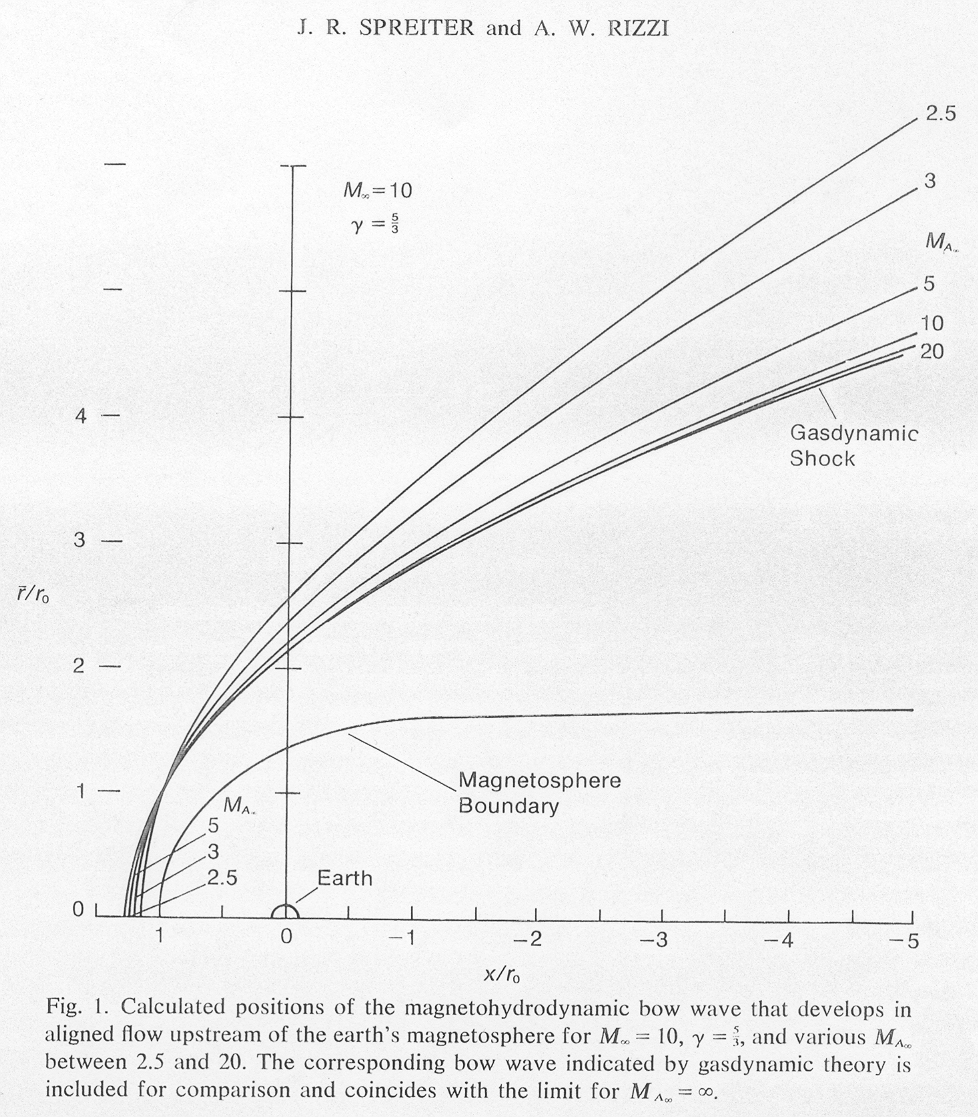 J. R. SPREITER and A. W. RIZZI
2.5
M∞ = 10
3
γ = 5/3
M_A∞
5
10
20
4
Gasdynamic
Shock
3
r̄/r₀
2
Magnetosphere
1
M_A∞
Boundary
5
3
2.5
Earth
0
1 0 −1 −2 −3 −4 −5
x/r₀
Fig. 1. Calculated positions of the magnetohydrodynamic bow wave that develops in
aligned flow upstream of the earth's magnetosphere for M∞ = 10, γ = 5/3, and various M_A∞
between 2.5 and 20. The corresponding bow wave indicated by gasdynamic theory is
included for comparison and coincides with the limit for M_A∞ = ∞.